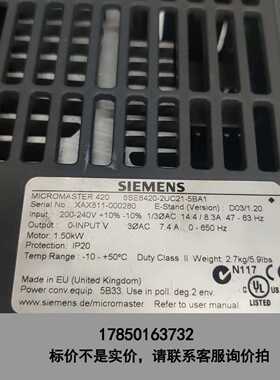 SIEMENS
MICROMASTER 420 6SE6420-2UC21-5BA1
Serial No. XAX811-000280 E-Stand (Version) D03/1.20
Input: 200-240V +10% -10% 1/3ØAC 14.4 / 8.3A 47 - 63 Hz
Output: 0-INPUT V 3ØAC 7.4 A 0 - 650 Hz
Motor: 1.50kW
Protection: IP20
Temp Range: -10 - +50°C Duty Class II Weight: 2.7kg/5.9lbs
N117
Made in EU (United Kingdom)
Power conv.equip. 5B33. Use in poll. deg.2 env.
www.siemens.de/micromaster Refer to user manual
17850163732
标价不是实价,请联系客服询价拍